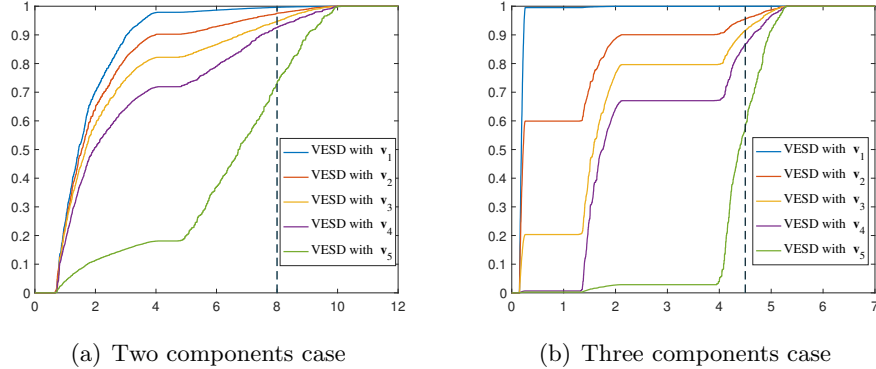 1
0.9
0.8
0.7
0.6
0.5
0.4
0.3
0.2
0.1
0
0 2 4 6 8 10 12
VESD with v1
VESD with v2
VESD with v3
VESD with v4
VESD with v5
(a) Two components case
1
0.9
0.8
0.7
0.6
0.5
0.4
0.3
0.2
0.1
0
0 1 2 3 4 5 6 7
VESD with v1
VESD with v2
VESD with v3
VESD with v4
VESD with v5
(b) Three components case